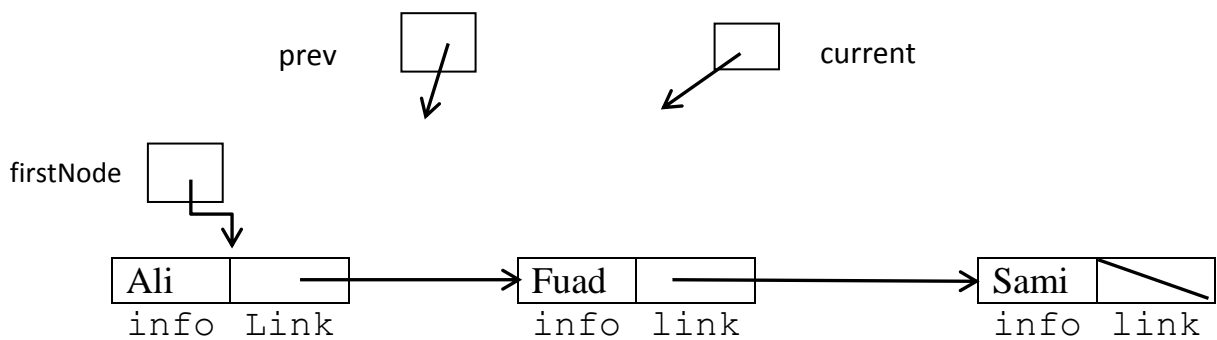 prev current
firstNode
Ali Fuad Sami
info Link info link info link